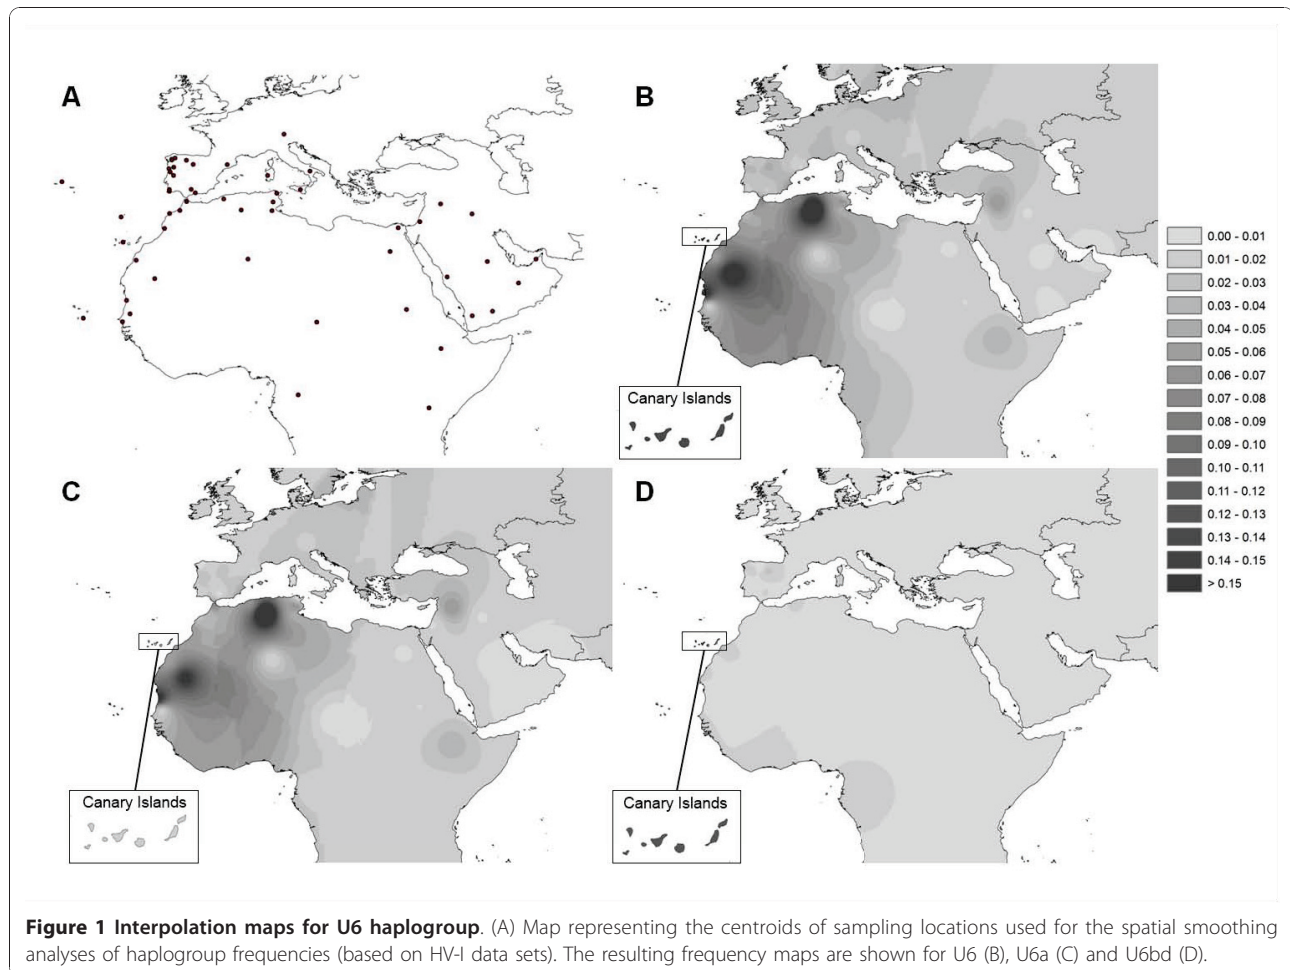 A
B
Canary Islands
0.00 - 0.01
0.01 - 0.02
0.02 - 0.03
0.03 - 0.04
0.04 - 0.05
0.05 - 0.06
0.06 - 0.07
0.07 - 0.08
0.08 - 0.09
0.09 - 0.10
0.10 - 0.11
0.11 - 0.12
0.12 - 0.13
0.13 - 0.14
0.14 - 0.15
> 0.15
C
Canary Islands
D
Canary Islands
Figure 1 Interpolation maps for U6 haplogroup. (A) Map representing the centroids of sampling locations used for the spatial smoothing
analyses of haplogroup frequencies (based on HV-I data sets). The resulting frequency maps are shown for U6 (B), U6a (C) and U6bd (D).